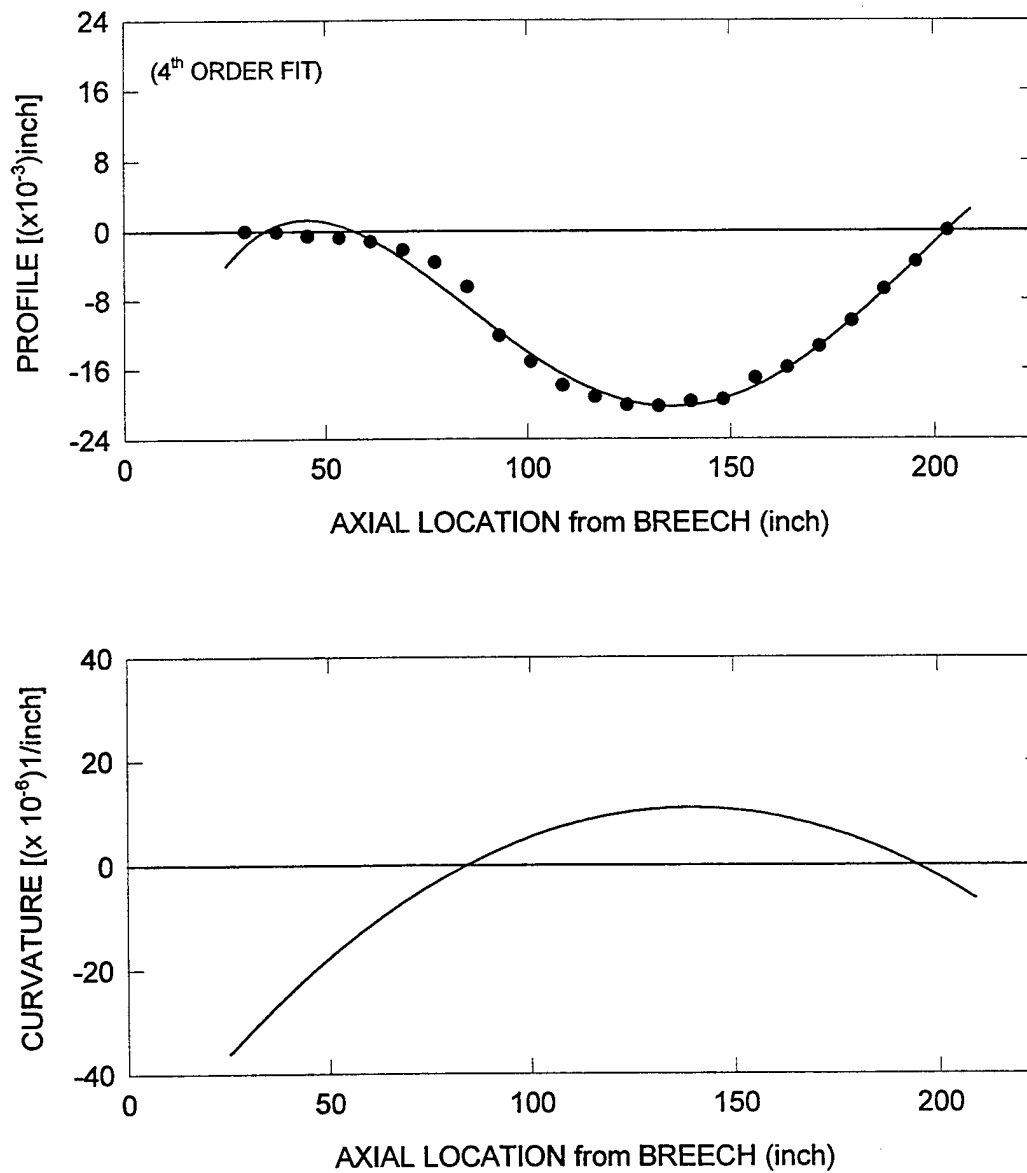 24
(4th ORDER FIT)
16
8
0
-8
-16
-24
PROFILE [(x10-3)inch]
0 50 100 150 200
AXIAL LOCATION from BREECH (inch)
40
20
0
-20
-40
CURVATURE [(x 10-6)1/inch]
0 50 100 150 200
AXIAL LOCATION from BREECH (inch)